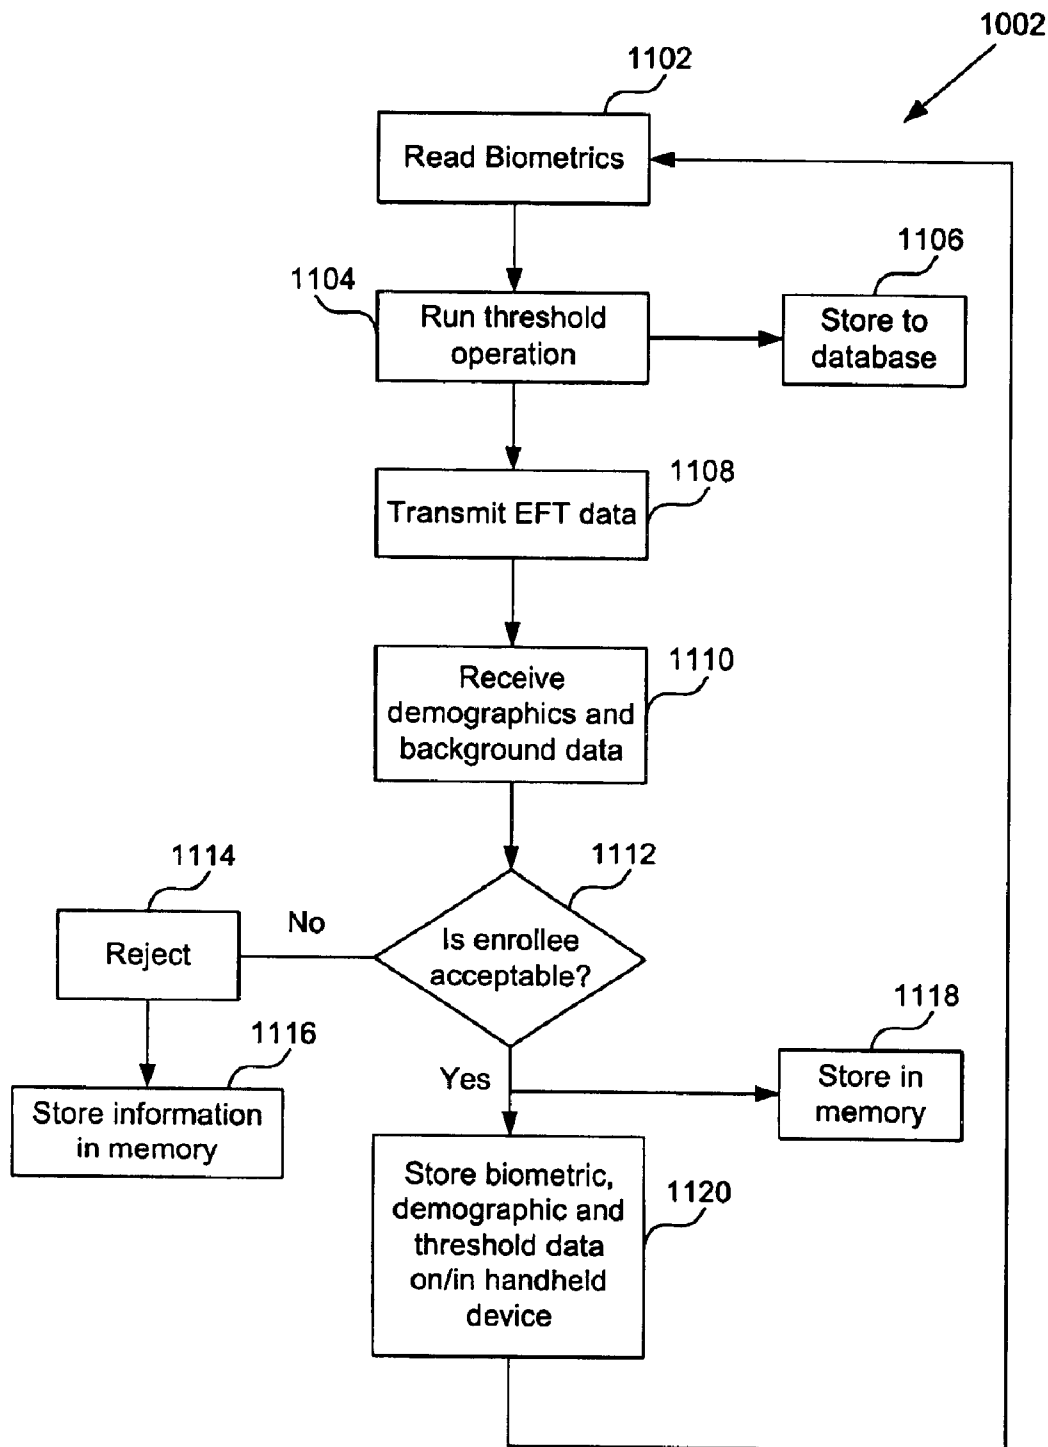 1002
1102
Read Biometrics
1104
Run threshold
operation
1106
Store to
database
1108
Transmit EFT data
1110
Receive
demographics and
background data
1112
Is enrollee
acceptable?
No
1114
Reject
1116
Store information
in memory
Yes
1118
Store in
memory
1120
Store biometric,
demographic and
threshold data
on/in handheld
device